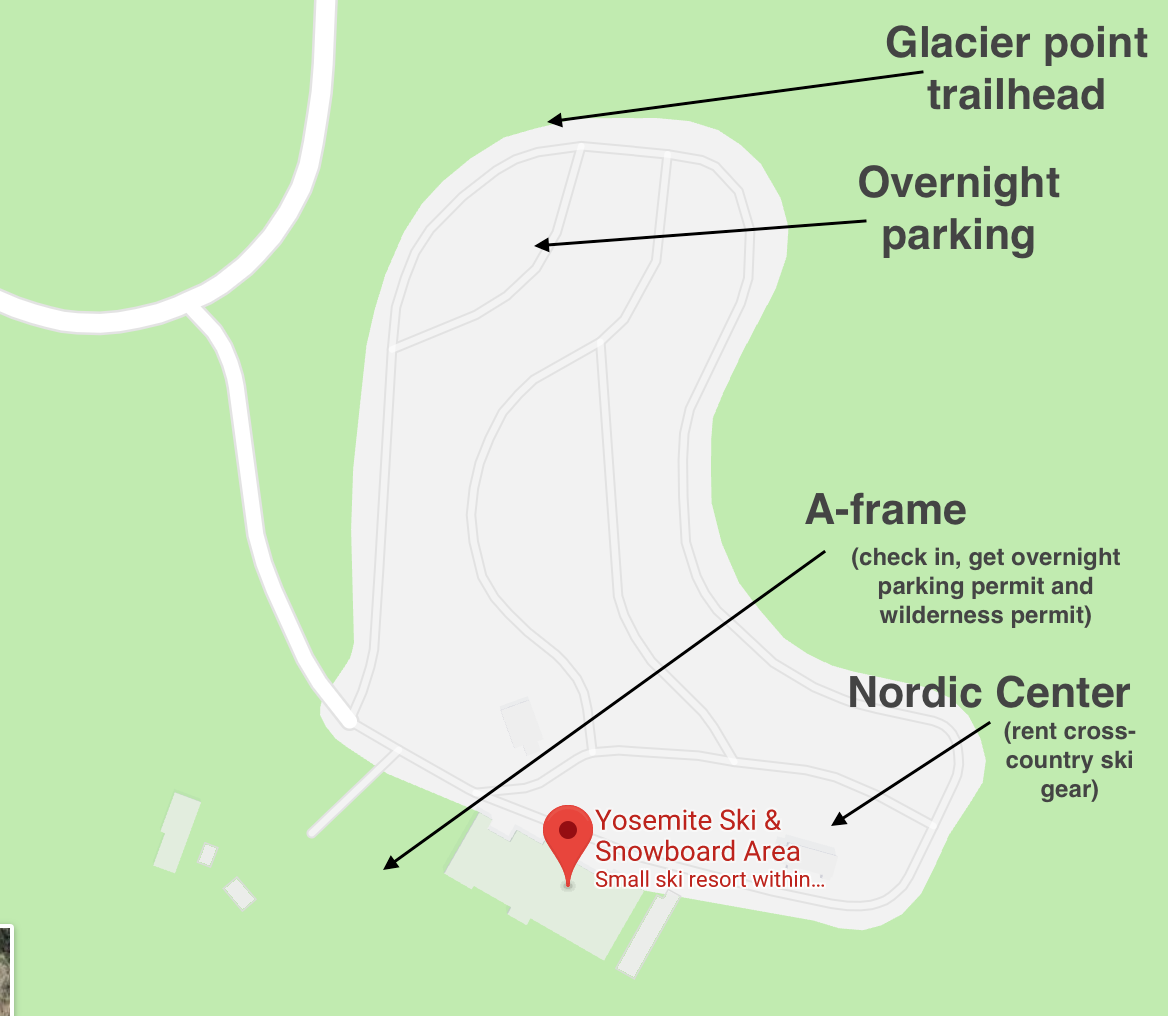 Glacier point
trailhead
Overnight
parking
A-frame
(check in, get overnight
parking permit and
wilderness permit)
Nordic Center
(rent cross-
country ski
gear)
Yosemite Ski &
Snowboard Area
Small ski resort within...